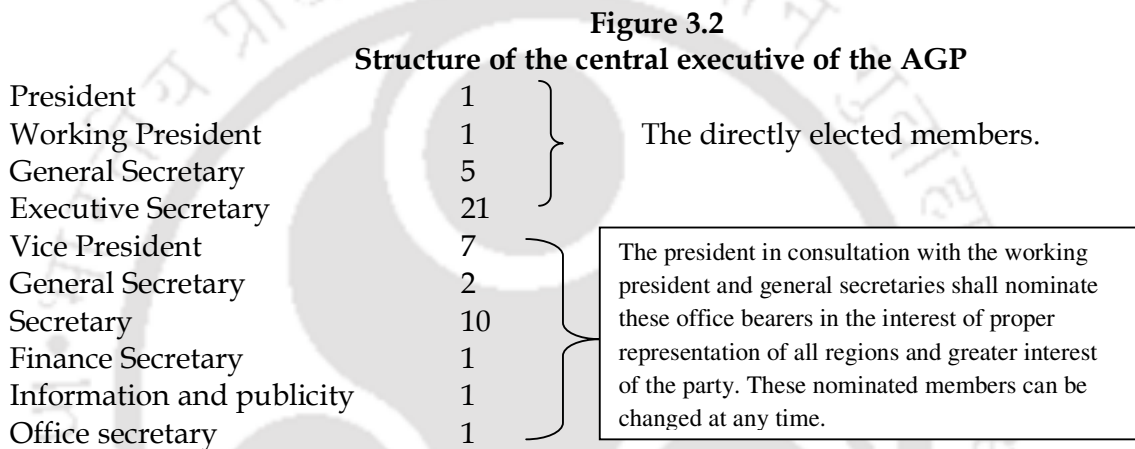 Figure 3.2
Structure of the central executive of the AGP
President 1
Working President 1 The directly elected members.
General Secretary 5
Executive Secretary 21
Vice President 7
General Secretary 2
Secretary 10
Finance Secretary 1
Information and publicity 1
Office secretary 1
The president in consultation with the working
president and general secretaries shall nominate
these office bearers in the interest of proper
representation of all regions and greater interest
of the party. These nominated members can be
changed at any time.